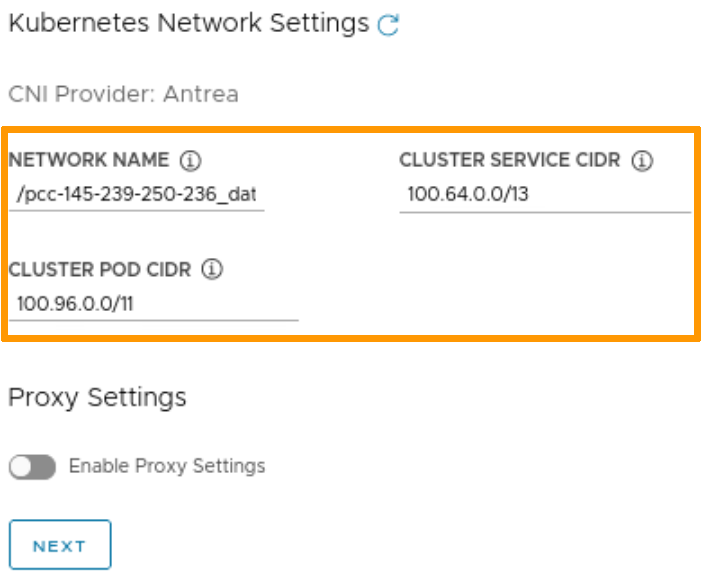 Kubernetes Network Settings
CNI Provider: Antrea
NETWORK NAME
/pcc-145-239-250-236_dat
CLUSTER SERVICE CIDR
100.64.0.0/13
CLUSTER POD CIDR
100.96.0.0/11
Proxy Settings
Enable Proxy Settings
NEXT